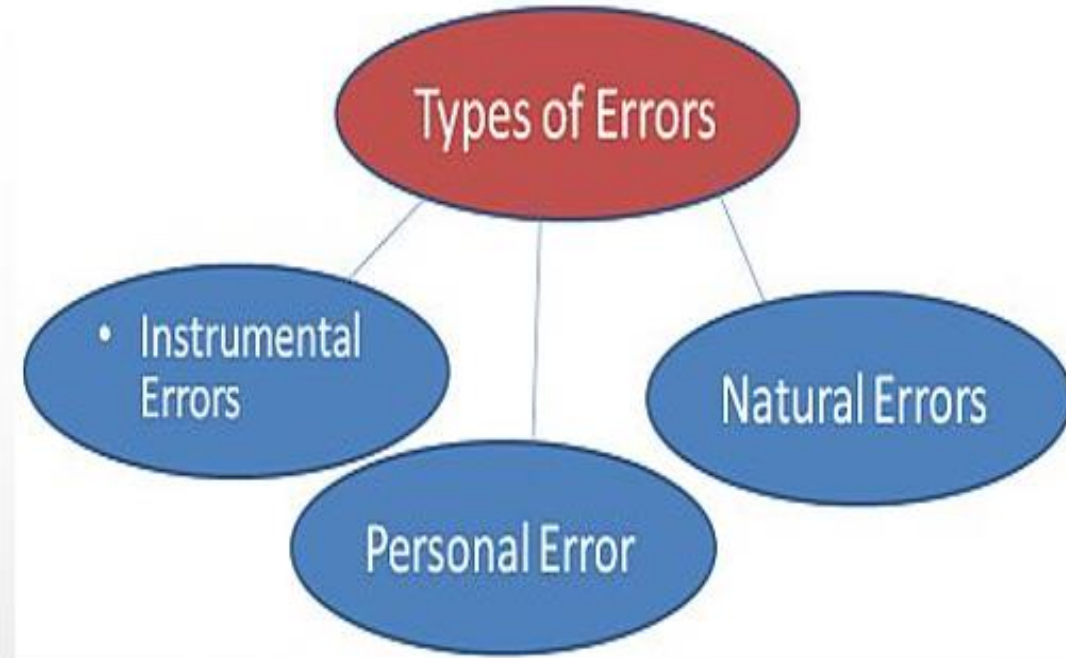 Types of Errors
• Instrumental
Errors
Natural Errors
Personal Error